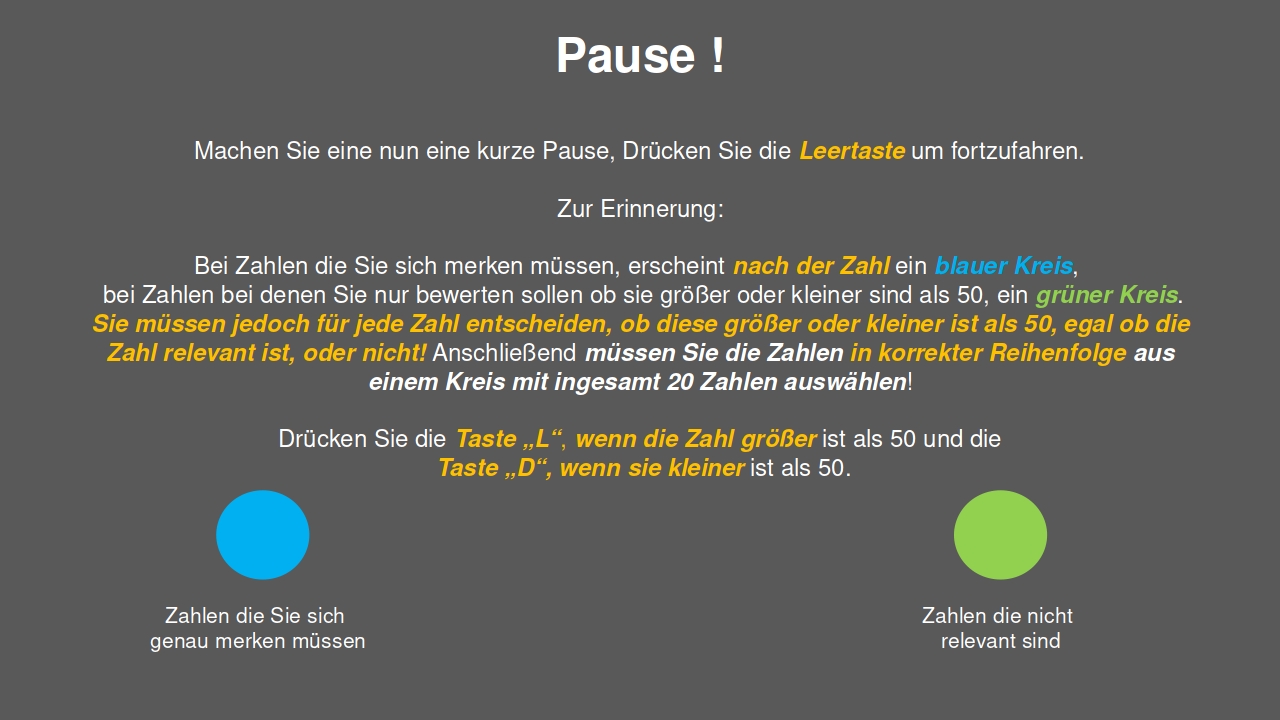 Pause !
Machen Sie eine nun eine kurze Pause, Drücken Sie die Leertaste um fortzufahren.
Zur Erinnerung:
Bei Zahlen die Sie sich merken müssen, erscheint nach der Zahl ein blauer Kreis,
bei Zahlen bei denen Sie nur bewerten sollen ob sie größer oder kleiner sind als 50, ein grüner Kreis.
Sie müssen jedoch für jede Zahl entscheiden, ob diese größer oder kleiner ist als 50, egal ob die
Zahl relevant ist, oder nicht! Anschließend müssen Sie die Zahlen in korrekter Reihenfolge aus
einem Kreis mit ingesamt 20 Zahlen auswählen!
Drücken Sie die Taste „L“, wenn die Zahl größer ist als 50 und die
Taste „D“, wenn sie kleiner ist als 50.
Zahlen die Sie sich
genau merken müssen
Zahlen die nicht
relevant sind